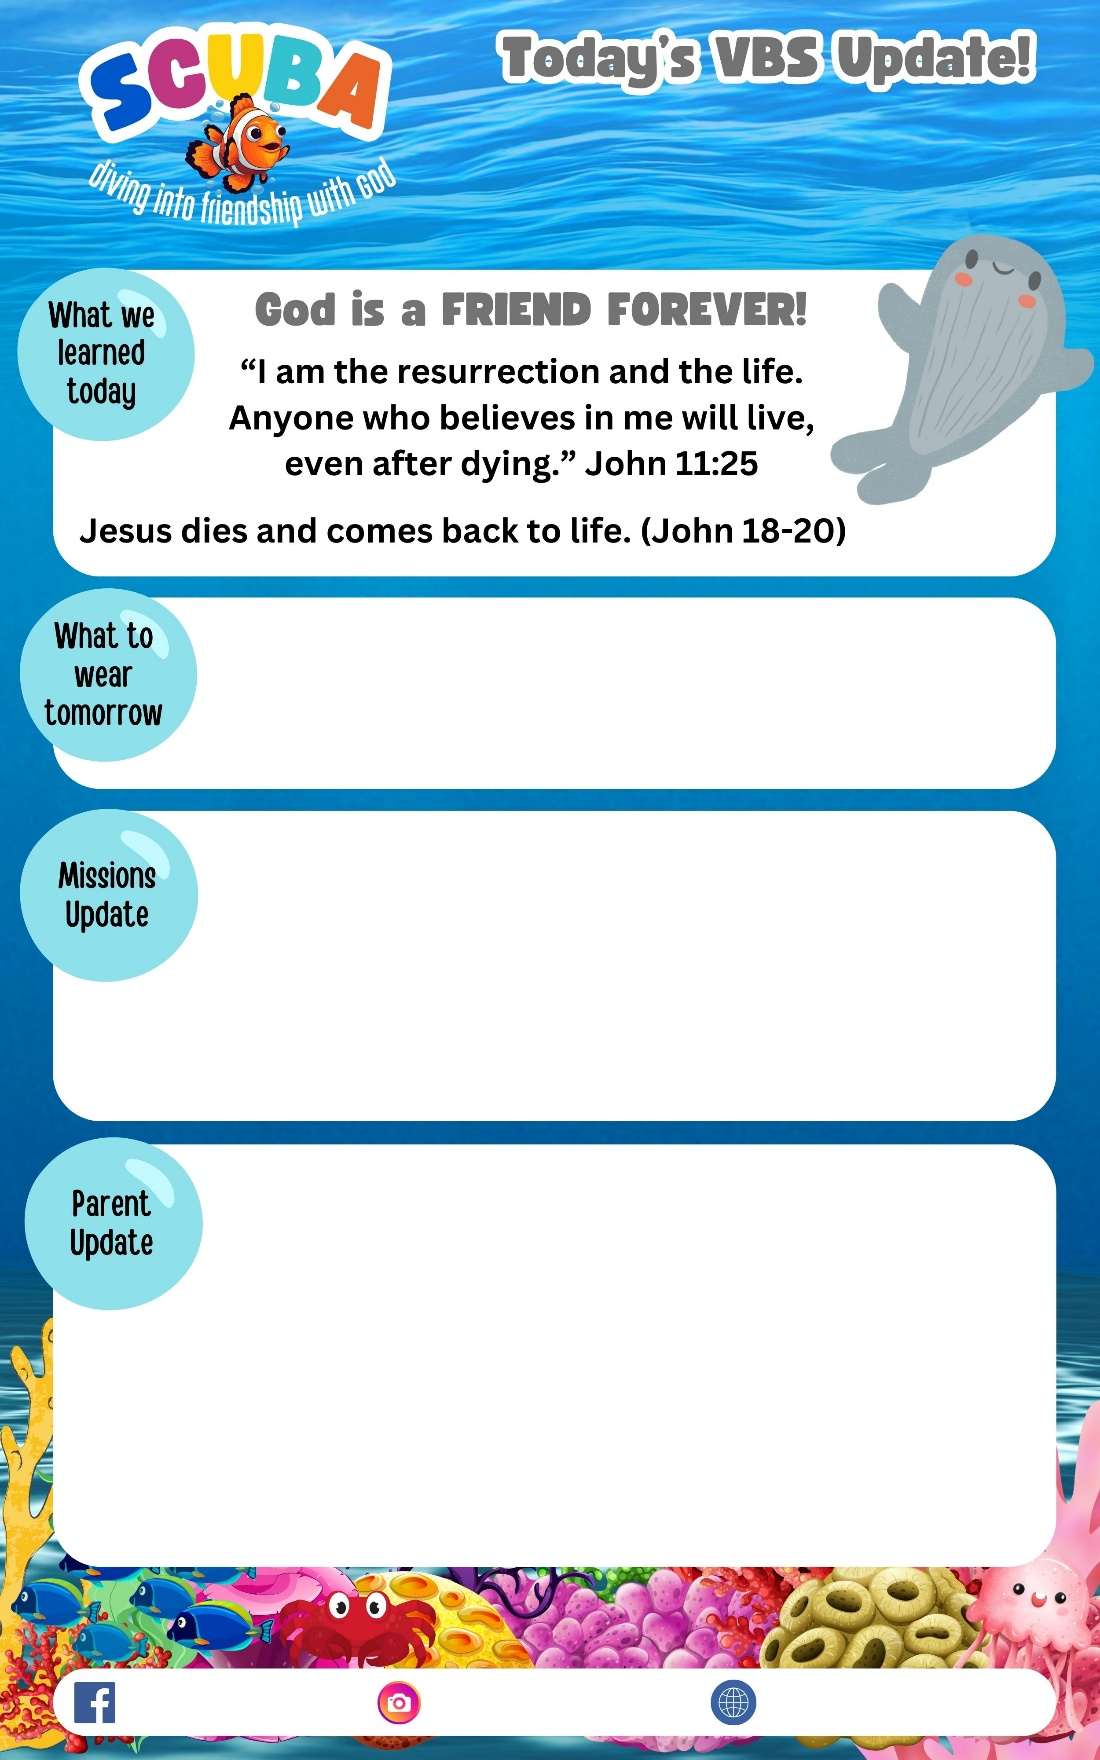 SCUBA
diving into friendship with God
Today's VBS Update!
What we
learned
today
God is a FRIEND FOREVER!
“I am the resurrection and the life.
Anyone who believes in me will live,
even after dying.” John 11:25
Jesus dies and comes back to life. (John 18-20)
What to
wear
tomorrow
Missions
Update
Parent
Update